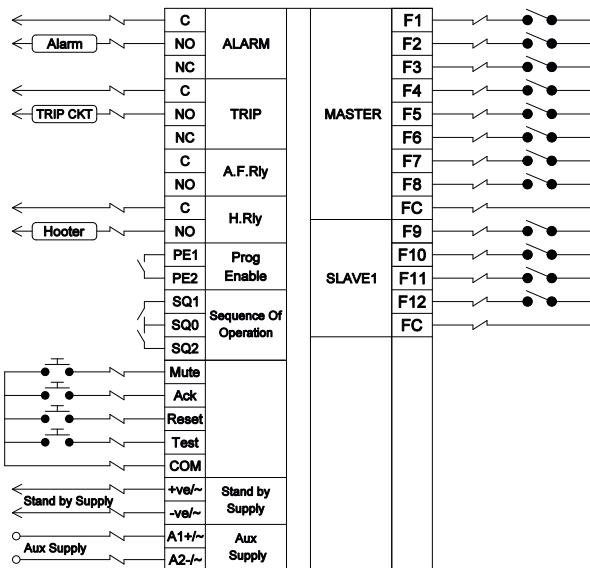 C
Alarm
NO
NC
ALARM
C
TRIP CKT
NO
NC
TRIP
C
NO
A.F.Rly
C
Hooter
NO
H.Rly
PE1
PE2
Prog
Enable
SQ1
SQ0
SQ2
Sequence Of
Operation
Mute
Ack
Reset
Test
COM
Stand by Supply
+ve/~
-ve/~
Stand by
Supply
Aux Supply
A1+/~
A2-/~
Aux
Supply
MASTER
F1
F2
F3
F4
F5
F6
F7
F8
FC
SLAVE1
F9
F10
F11
F12
FC